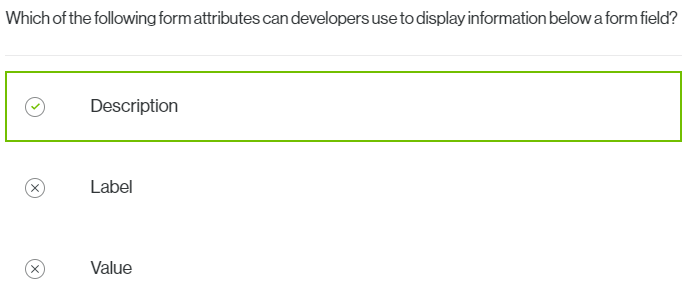 Which of the following form attributes can developers use to display information below a form field?
Description
Label
Value